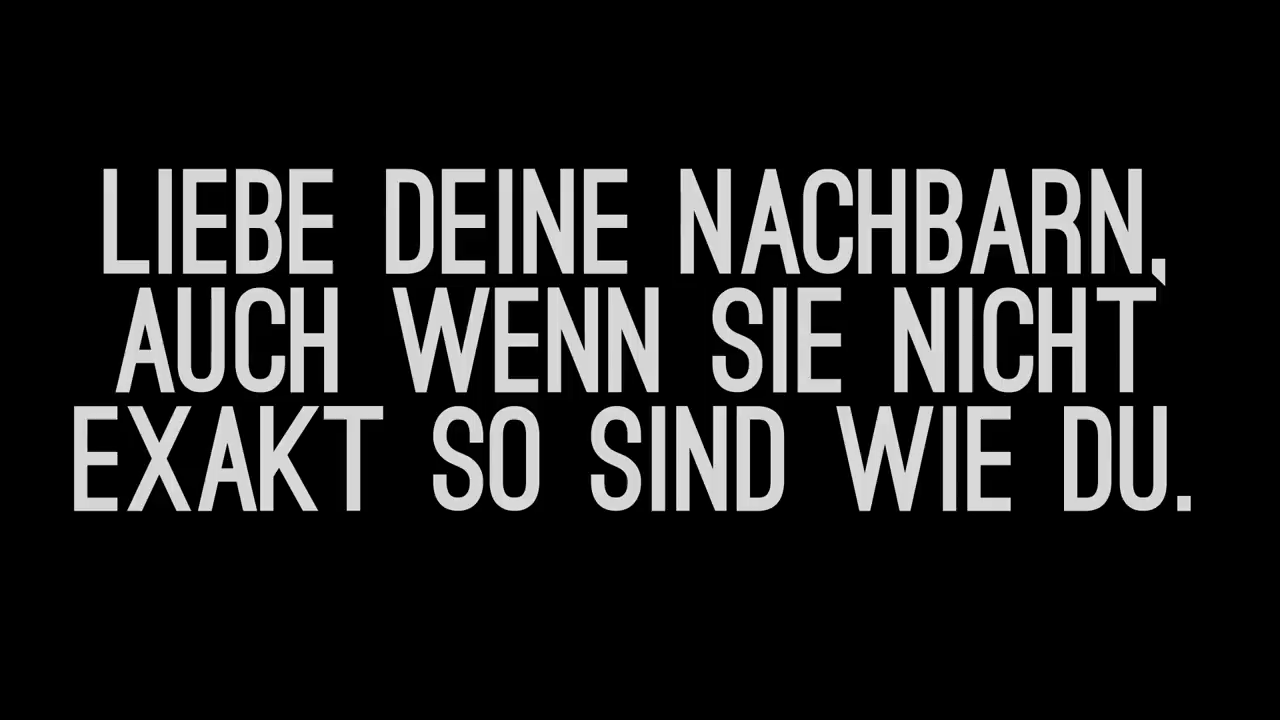 LIEBE DEINE NACHBARN,
AUCH WENN SIE NICHT
EXAKT SO SIND WIE DU.